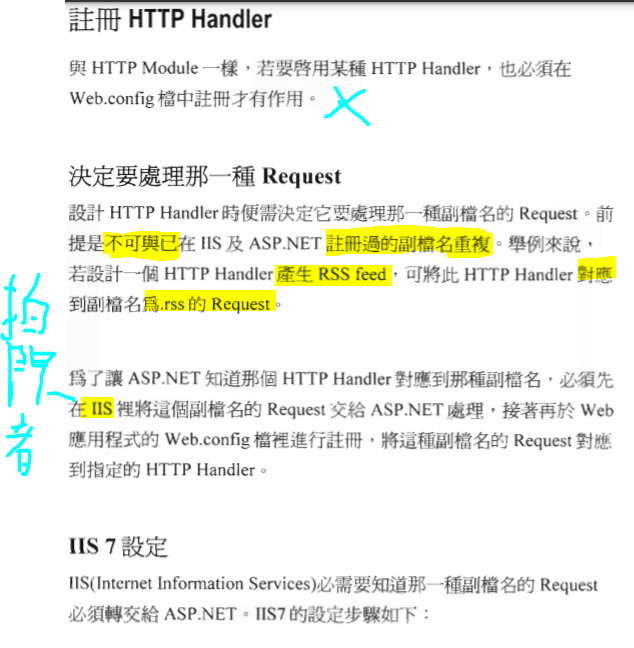 註冊 HTTP Handler
與 HTTP Module 一樣，若要啓用某種 HTTP Handler，也必須在
Web.config 檔中註冊才有作用。
決定要處理那一種 Request
設計 HTTP Handler 時便需決定它要處理那一種副檔名的 Request。前
提是不可與已在 IIS 及 ASP.NET 註冊過的副檔名重複。舉例來說，
若設計一個 HTTP Handler 產生 RSS feed，可將此 HTTP Handler 對應
到副檔名爲.rss 的 Request。
爲了讓 ASP.NET 知道那個 HTTP Handler 對應到那種副檔名，必須先
在 IIS 裡將這個副檔名的 Request 交給 ASP.NET 處理，接著再於 Web
應用程式的 Web.config 檔裡進行註冊，將這種副檔名的 Request 對應
到指定的 HTTP Handler。
者
IIS 7 設定
IIS(Internet Information Services)必需要知道那一種副檔名的 Request
必須轉交給 ASP.NET。IIS7 的設定步驟如下：